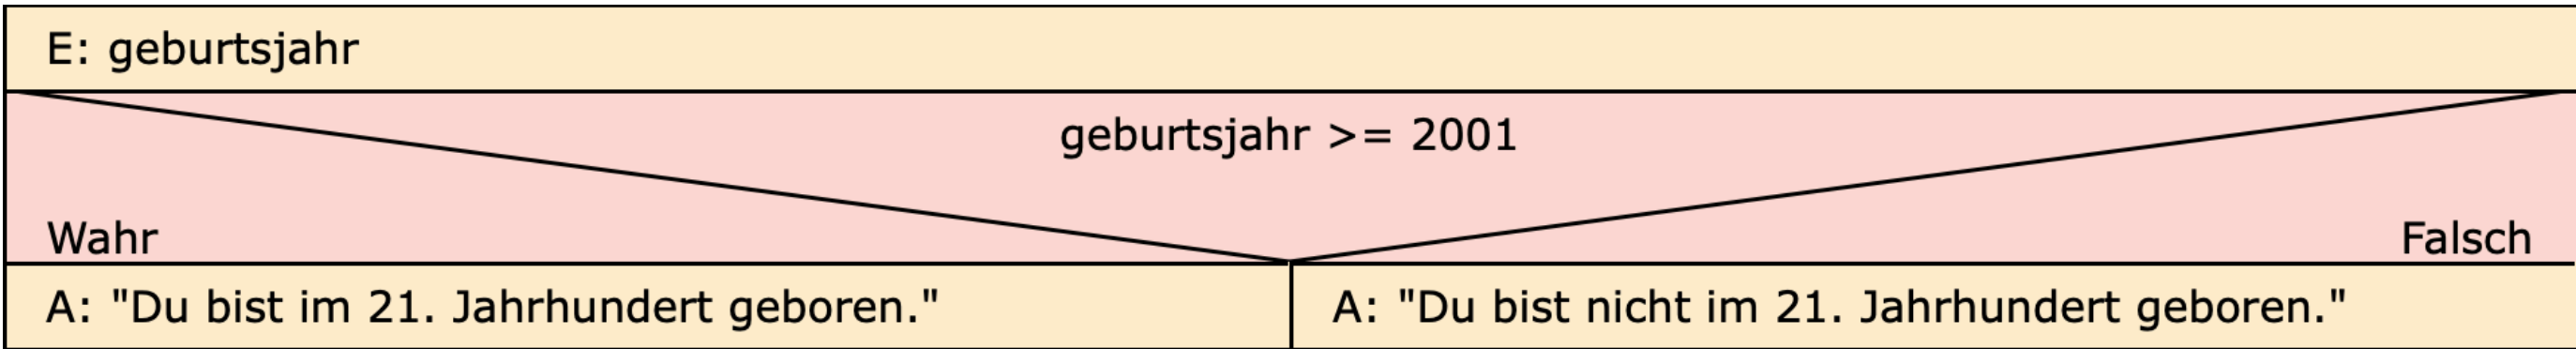 E: geburtsjahr
geburtsjahr >= 2001
Wahr
Falsch
A: "Du bist im 21. Jahrhundert geboren."
A: "Du bist nicht im 21. Jahrhundert geboren."